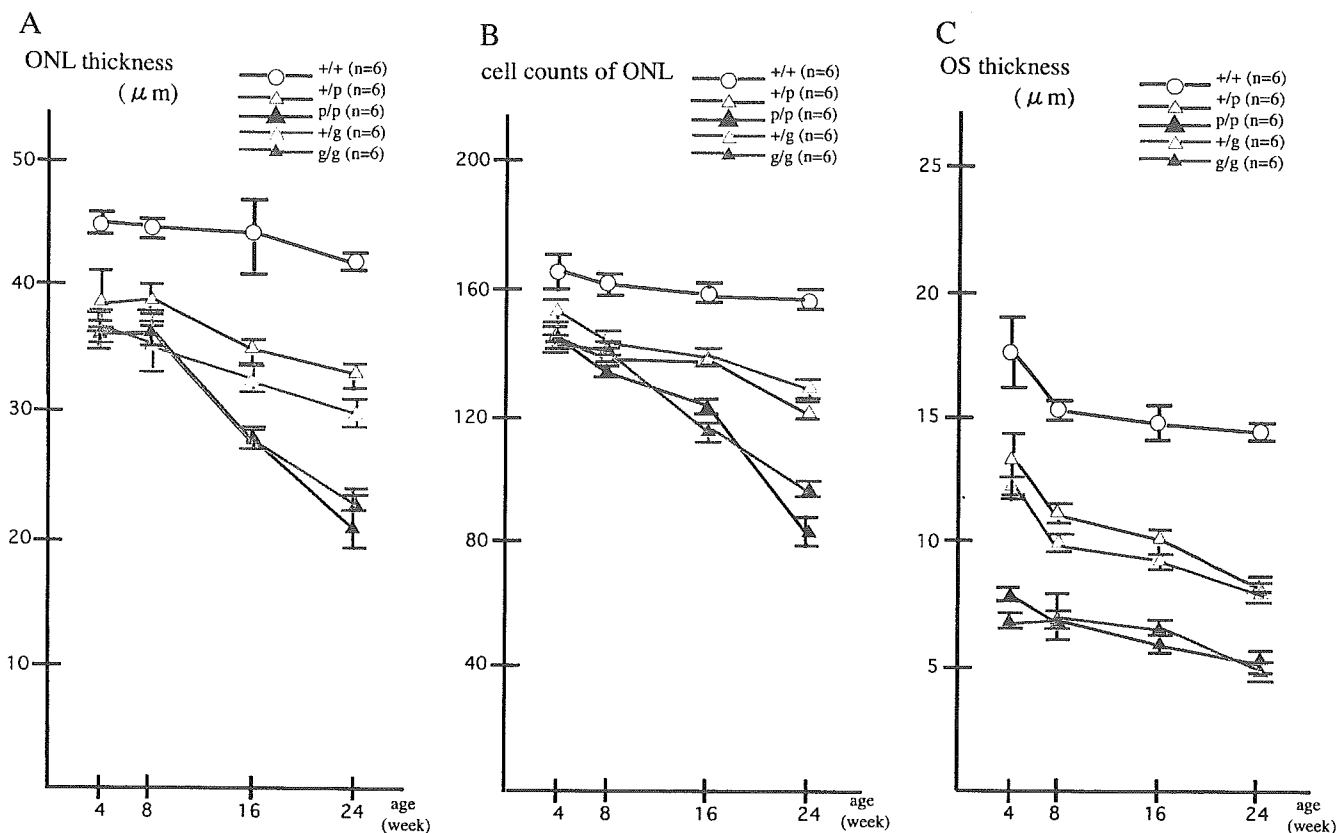 A
ONL thickness
( μ m)
+/+ (n=6)
+/p (n=6)
p/p (n=6)
+/g (n=6)
g/g (n=6)
50
40
30
20
10
4 8 16 24 age
(week)
B
cell counts of ONL
+/+ (n=6)
+/p (n=6)
p/p (n=6)
+/g (n=6)
g/g (n=6)
200
160
120
80
40
4 8 16 24 age
(week)
C
OS thickness
( μ m)
+/+ (n=6)
+/p (n=6)
p/p (n=6)
+/g (n=6)
g/g (n=6)
25
20
15
10
5
4 8 16 24 age
(week)